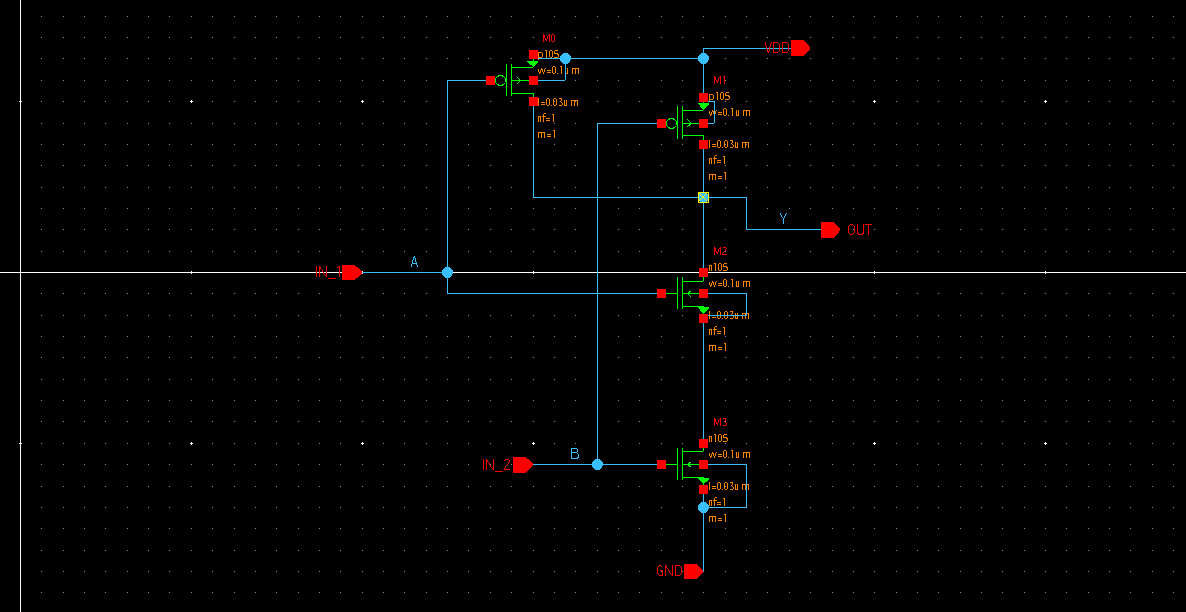 M0
p105
w=0.1u m
l=0.03u m
nf=1
m=1
VDD
M1
p105
w=0.1u m
l=0.03u m
nf=1
m=1
Y
OUT
M2
n105
w=0.1u m
l=0.03u m
nf=1
m=1
IN_1
A
M3
n105
w=0.1u m
l=0.03u m
nf=1
m=1
IN_2
B
GND